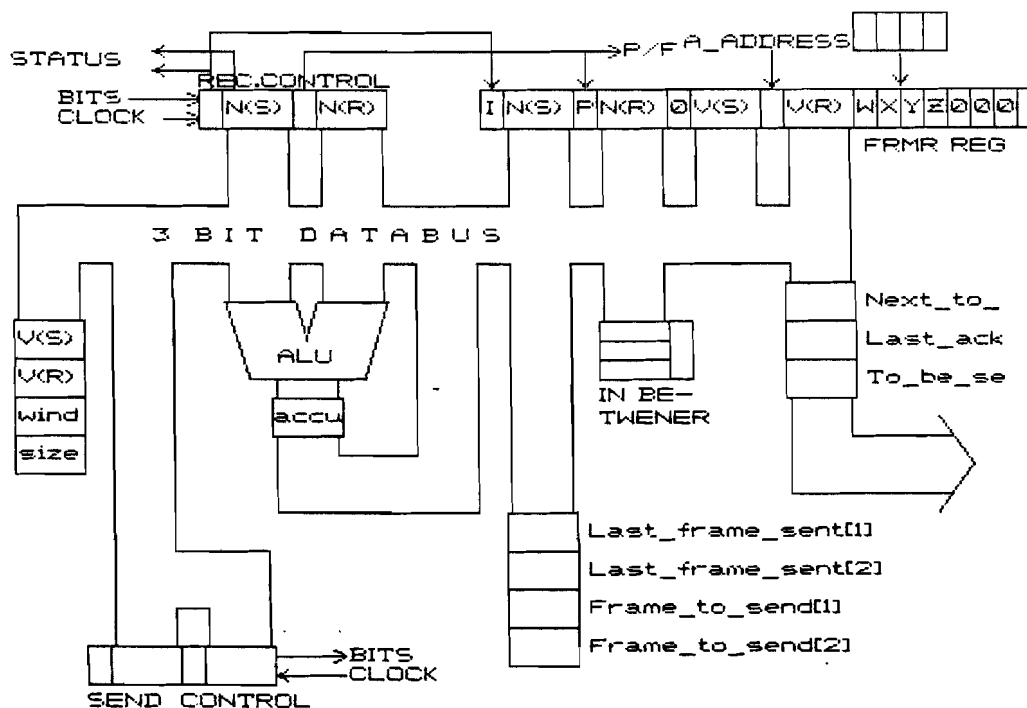 STATUS
P/F
A_ADDRESS
REC.CONTROL
BITS
CLOCK
N(S) N(R)
I N(S) P N(R) 0 V(S) V(R) W X Y Z 0 0 0
FRMR REG
3 BIT DATABUS
V(S)
V(R)
wind
size
ALU
accu
IN BE-
TWENER
Next_to_
Last_ack
To_be_se
Last_frame_sent[1]
Last_frame_sent[2]
Frame_to_send[1]
Frame_to_send[2]
BITS
CLOCK
SEND CONTROL